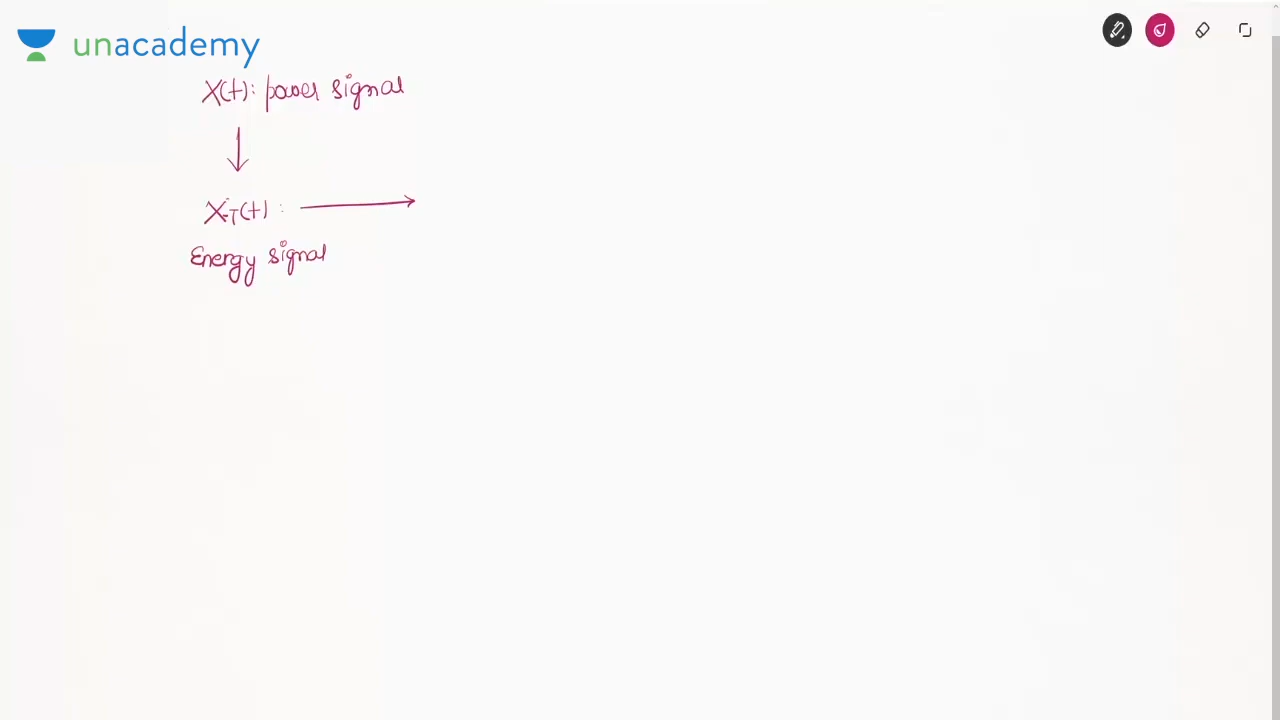 unacademy
X(t): power signal
X_T(t) :
Energy signal